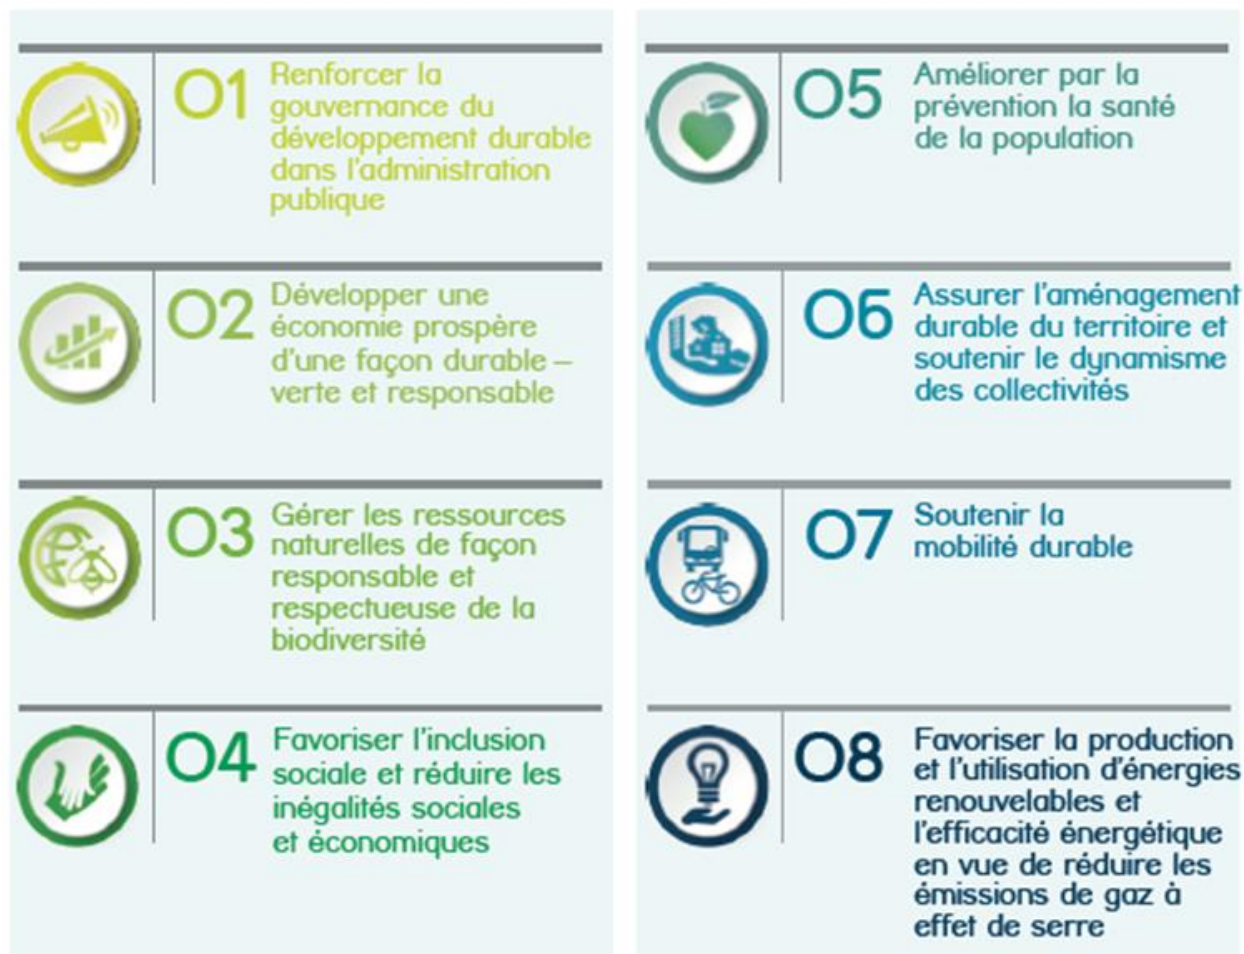 O1
Renforcer la
gouvernance du
développement durable
dans l'administration
publique
O2
Développer une
économie prospère
d'une façon durable –
verte et responsable
O3
Gérer les ressources
naturelles de façon
responsable et
respectueuse de la
biodiversité
O4
Favoriser l'inclusion
sociale et réduire les
inégalités sociales
et économiques
O5
Améliorer par la
prévention la santé
de la population
O6
Assurer l'aménagement
durable du territoire et
soutenir le dynamisme
des collectivités
O7
Soutenir la
mobilité durable
O8
Favoriser la production
et l'utilisation d'énergies
renouvelables et
l'efficacité énergétique
en vue de réduire les
émissions de gaz à
effet de serre